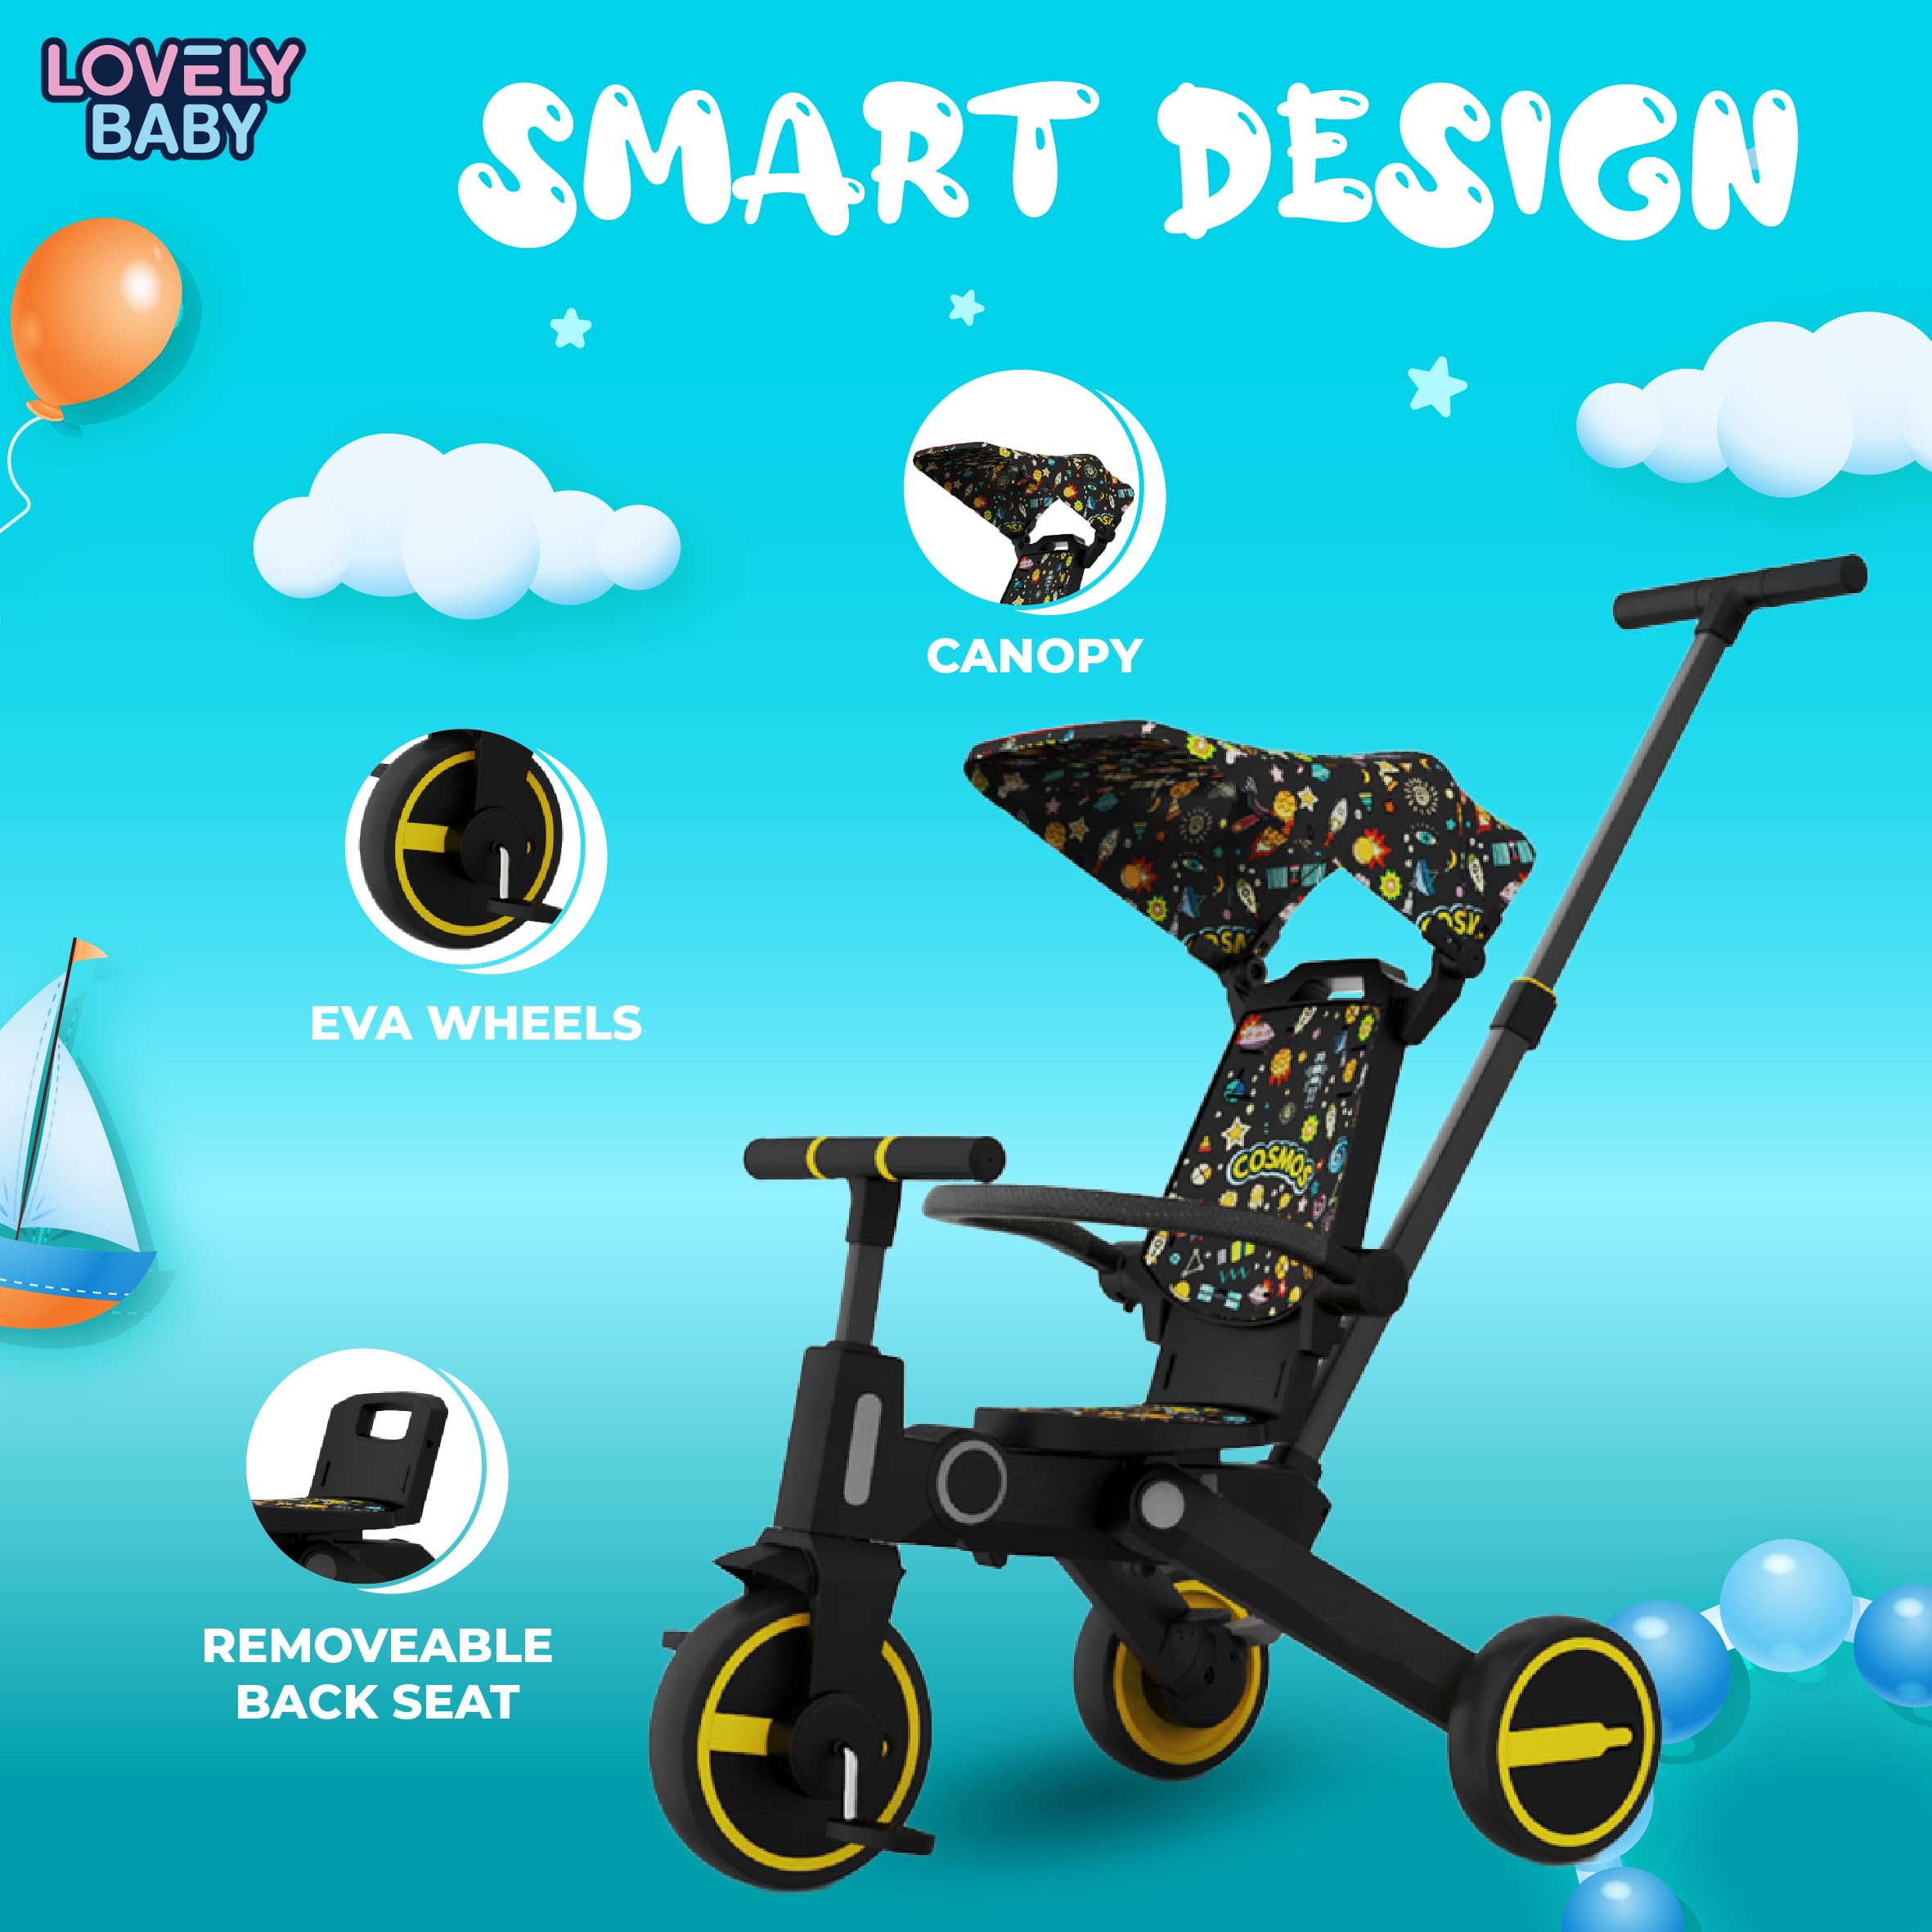 LOVELY
BABY
SMART DESIGN
CANOPY
EVA WHEELS
COSMOS
REMOVEABLE
BACK SEAT